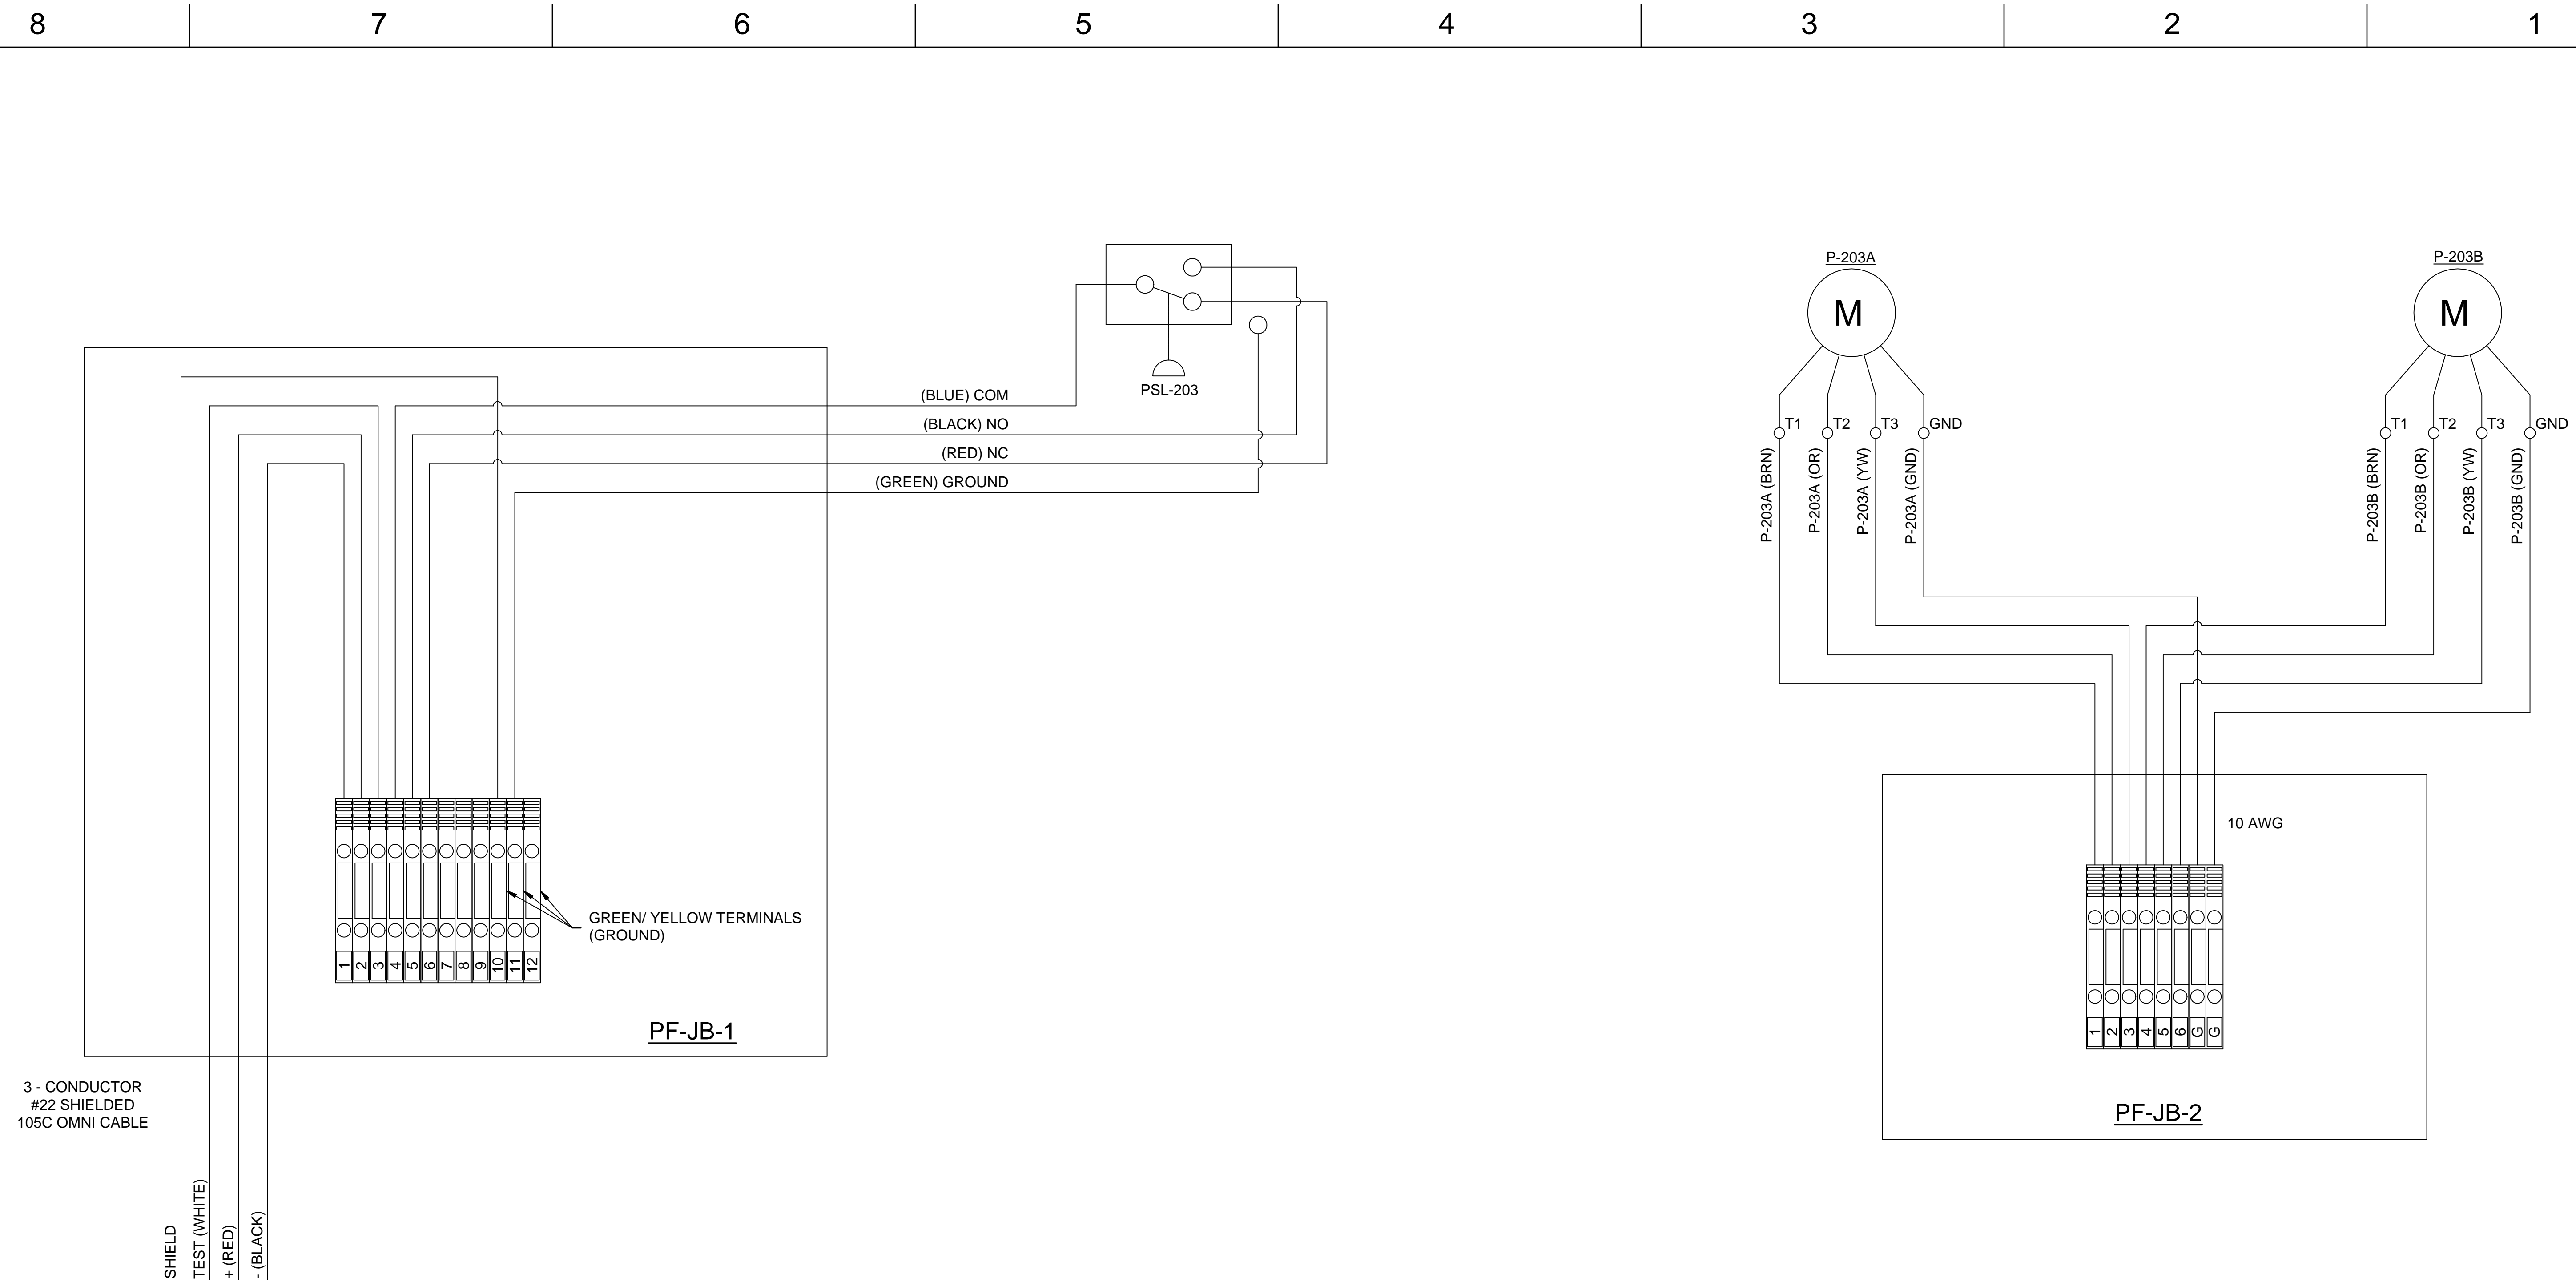 8 7 6 5 4 3 2 1
P-203A
P-203B
M
M
PSL-203
(BLUE) COM
(BLACK) NO
(RED) NC
(GREEN) GROUND
T1 T2 T3 GND
T1 T2 T3 GND
P-203A (BRN)
P-203A (OR)
P-203A (YW)
P-203A (GND)
P-203B (BRN)
P-203B (OR)
P-203B (YW)
P-203B (GND)
10 AWG
GREEN/ YELLOW TERMINALS
(GROUND)
1 2 3 4 5 6 7 8 9 10 11 12
PF-JB-1
1 2 3 4 5 6 G G
PF-JB-2
3 - CONDUCTOR
#22 SHIELDED
105C OMNI CABLE
SHIELD
TEST (WHITE)
+ (RED)
- (BLACK)